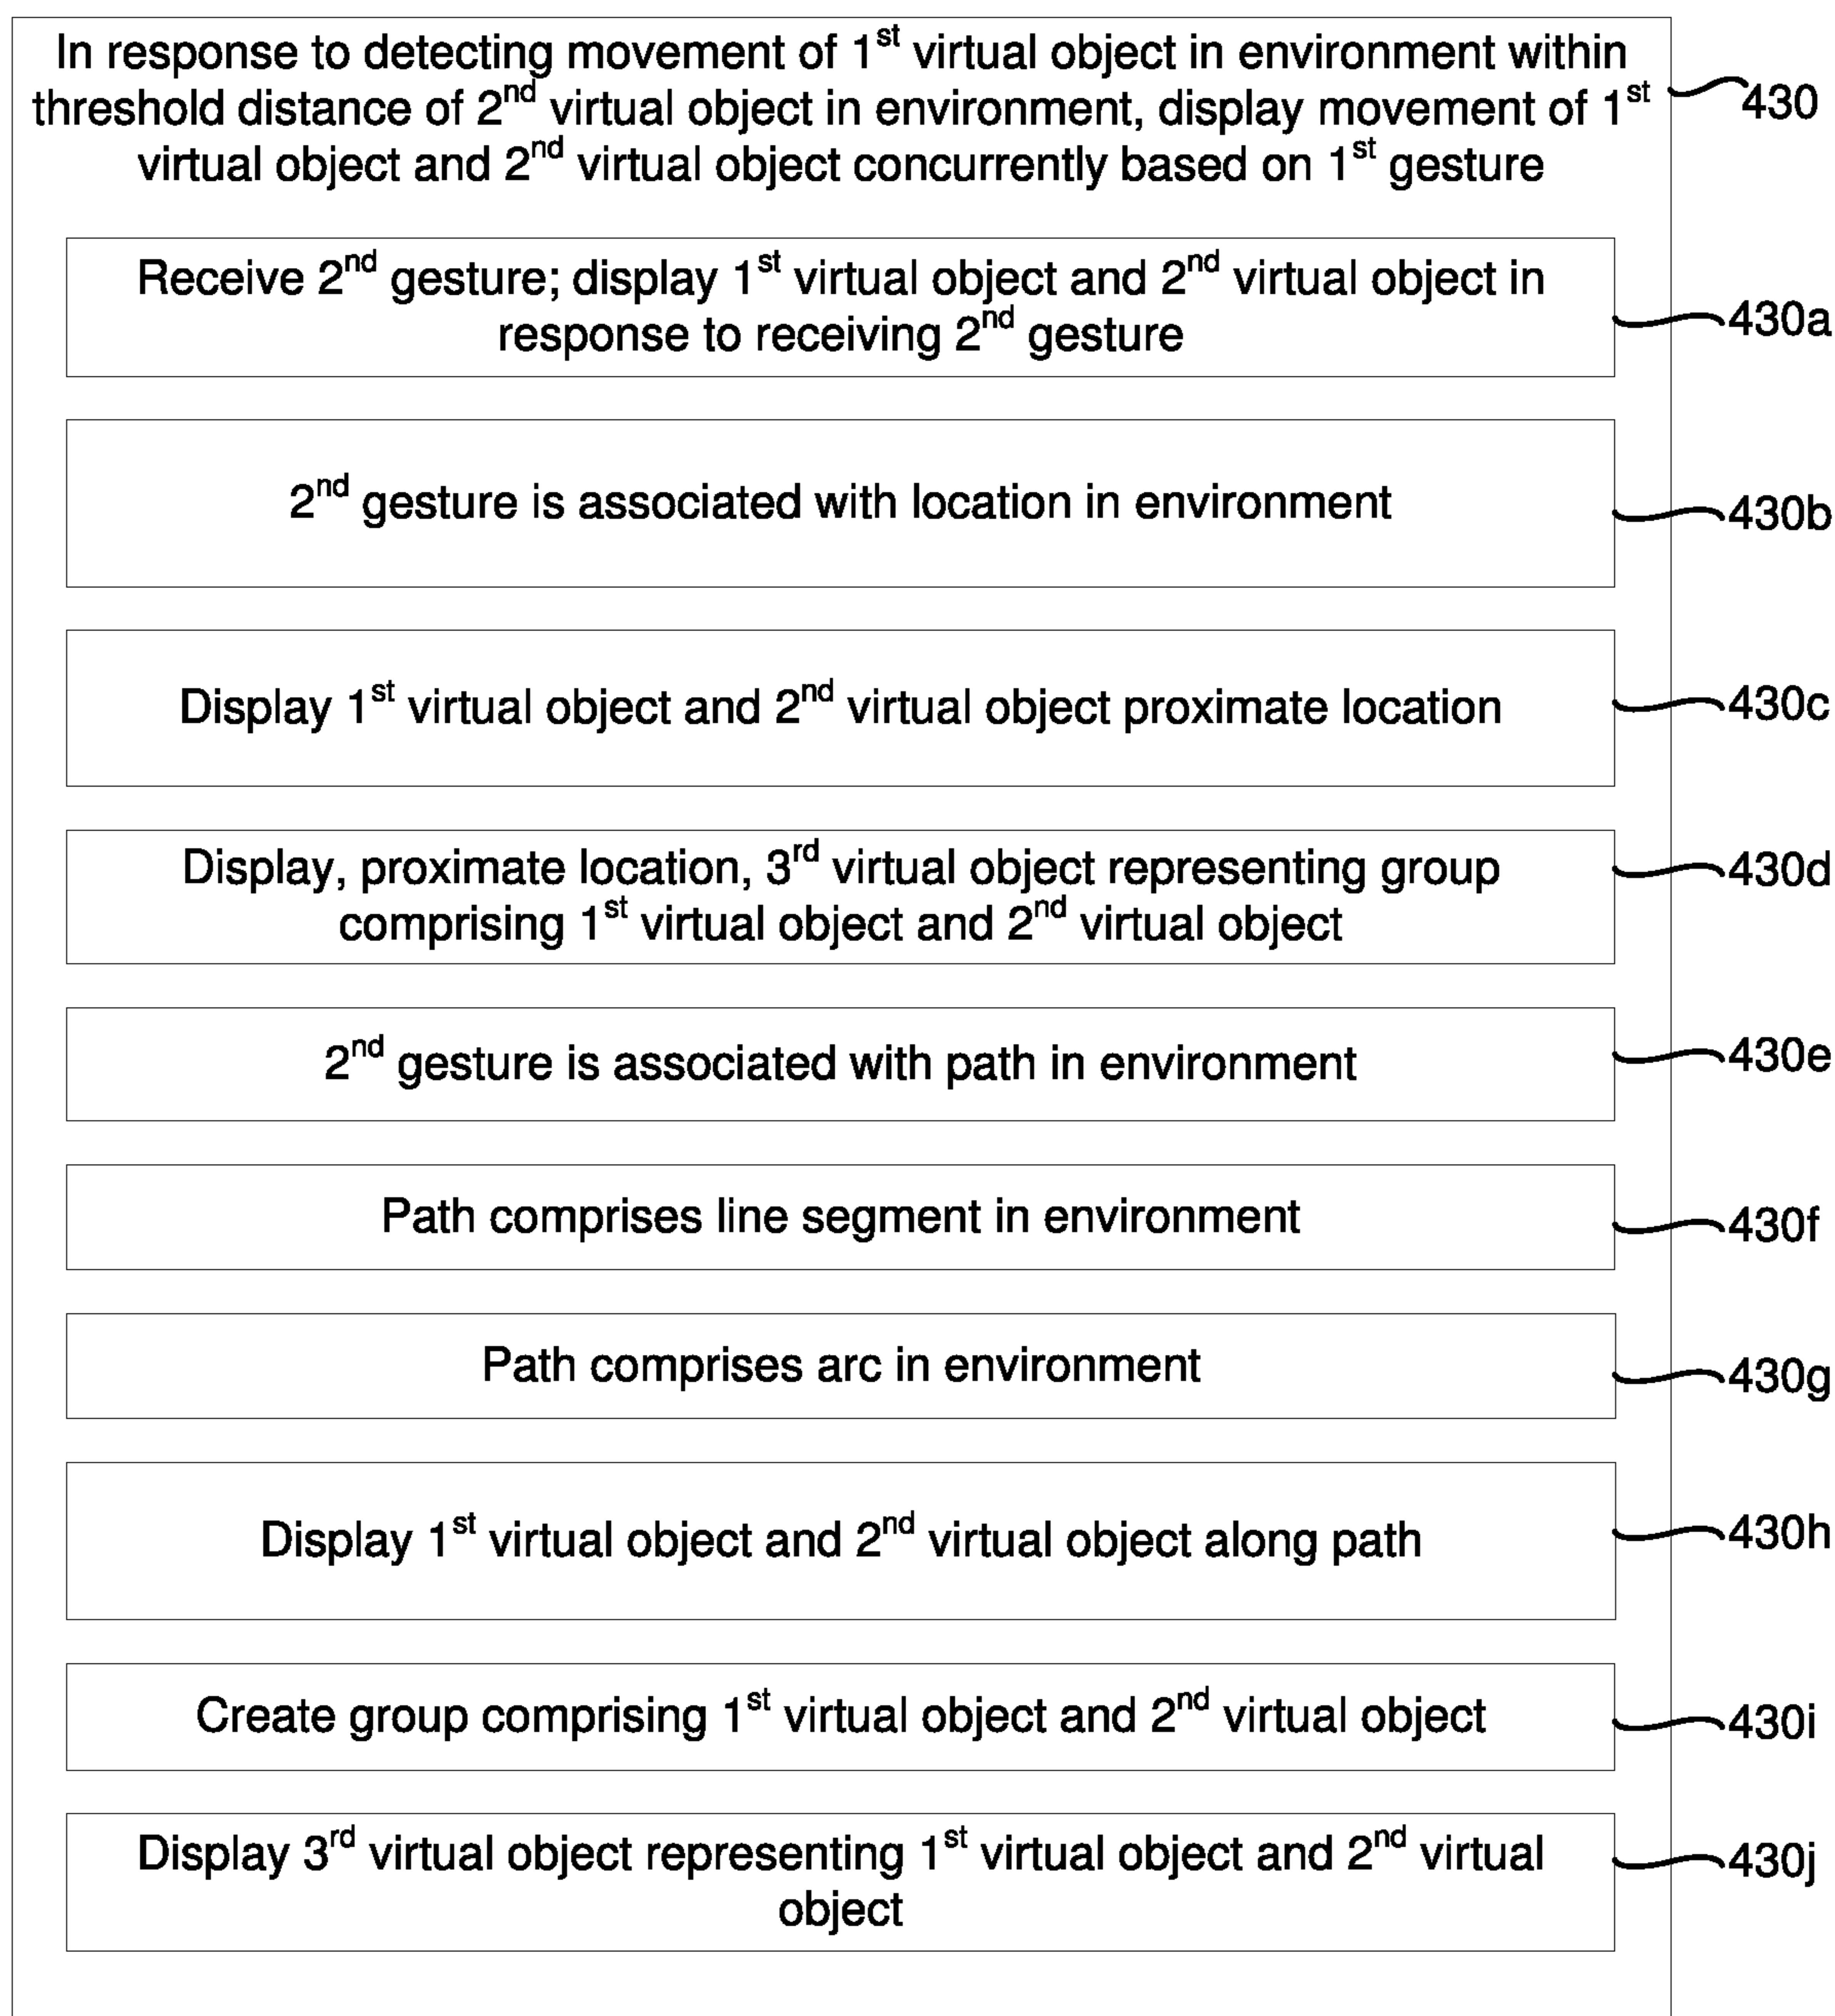 In response to detecting movement of 1st virtual object in environment within
threshold distance of 2nd virtual object in environment, display movement of 1st
virtual object and 2nd virtual object concurrently based on 1st gesture
430
Receive 2nd gesture; display 1st virtual object and 2nd virtual object in
response to receiving 2nd gesture
430a
2nd gesture is associated with location in environment
430b
Display 1st virtual object and 2nd virtual object proximate location
430c
Display, proximate location, 3rd virtual object representing group
comprising 1st virtual object and 2nd virtual object
430d
2nd gesture is associated with path in environment
430e
Path comprises line segment in environment
430f
Path comprises arc in environment
430g
Display 1st virtual object and 2nd virtual object along path
430h
Create group comprising 1st virtual object and 2nd virtual object
430i
Display 3rd virtual object representing 1st virtual object and 2nd virtual
object
430j